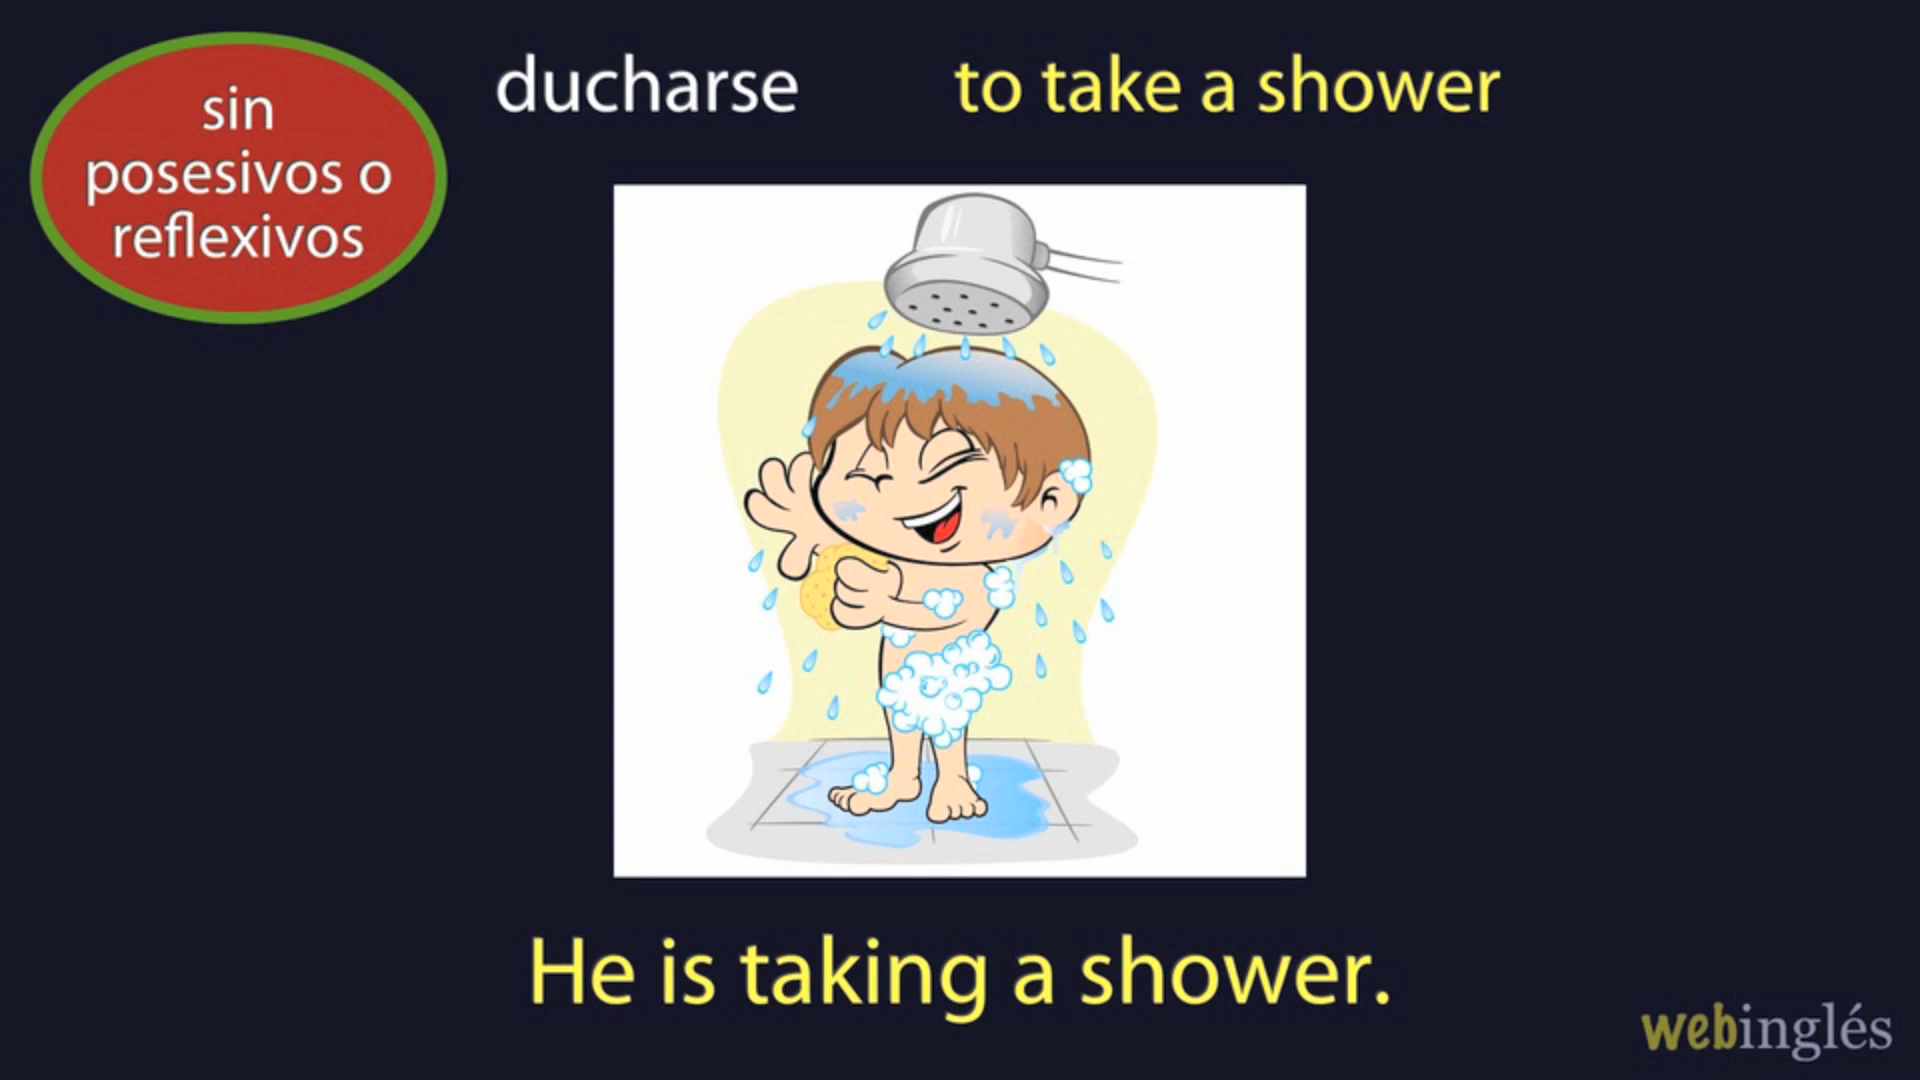 sin
posesivos o
reflexivos
ducharse to take a shower
He is taking a shower.
webinglés